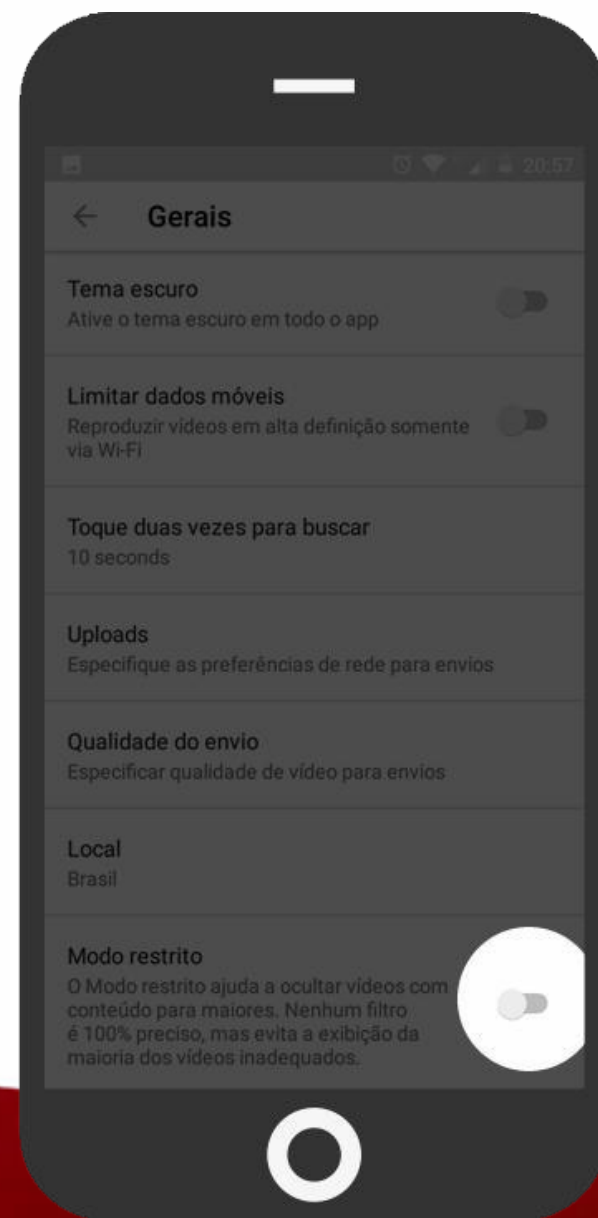 20:57
Gerais
Tema escuro
Ative o tema escuro em todo o app
Limitar dados móveis
Reproduzir vídeos em alta definição somente
via Wi-Fi
Toque duas vezes para buscar
10 seconds
Uploads
Especifique as preferências de rede para envios
Qualidade do envio
Especificar qualidade de vídeo para envios
Local
Brasil
Modo restrito
O Modo restrito ajuda a ocultar vídeos com
conteúdo para maiores. Nenhum filtro
é 100% preciso, mas evita a exibição da
maioria dos vídeos inadequados.